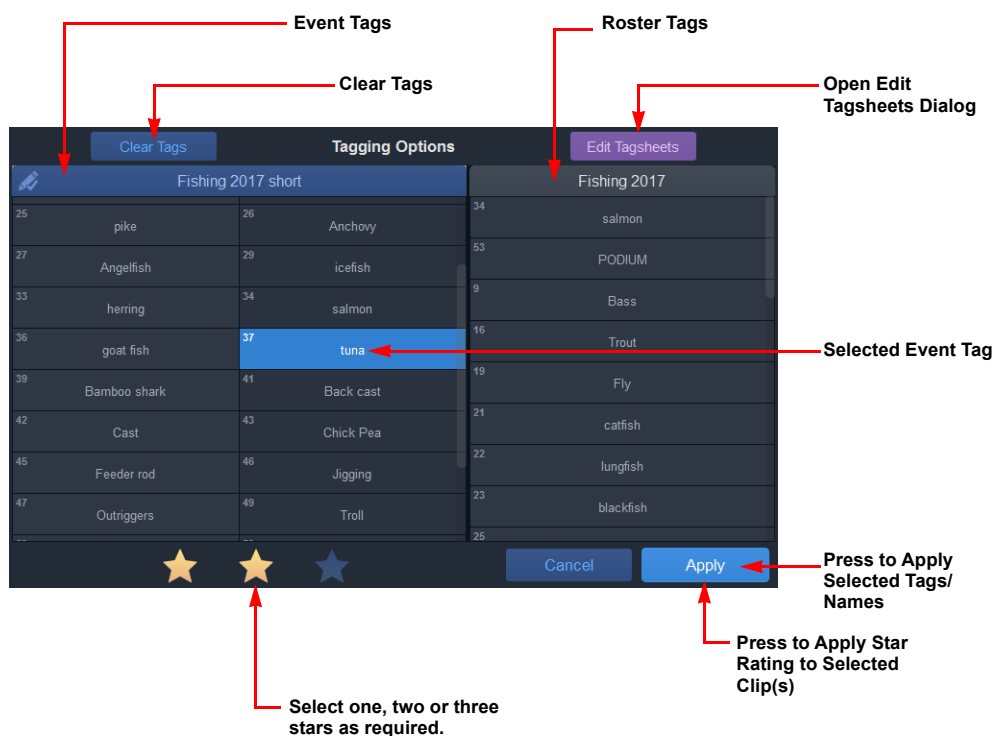 Event Tags
Roster Tags
Clear Tags
Open Edit
Tagsheets Dialog
Clear Tags
Tagging Options
Edit Tagsheets
Fishing 2017 short
Fishing 2017
25 pike
26 Anchovy
34 salmon
27 Angelfish
29 icefish
53 PODIUM
33 herring
34 salmon
9 Bass
36 goat fish
37 tuna
16 Trout
Selected Event Tag
39 Bamboo shark
41 Back cast
19 Fly
42 Cast
43 Chick Pea
21 catfish
45 Feeder rod
46 Jigging
22 lungfish
47 Outriggers
49 Troll
23 blackfish
25
Cancel
Apply
Press to Apply
Selected Tags/
Names
Press to Apply Star
Rating to Selected
Clip(s)
Select one, two or three
stars as required.